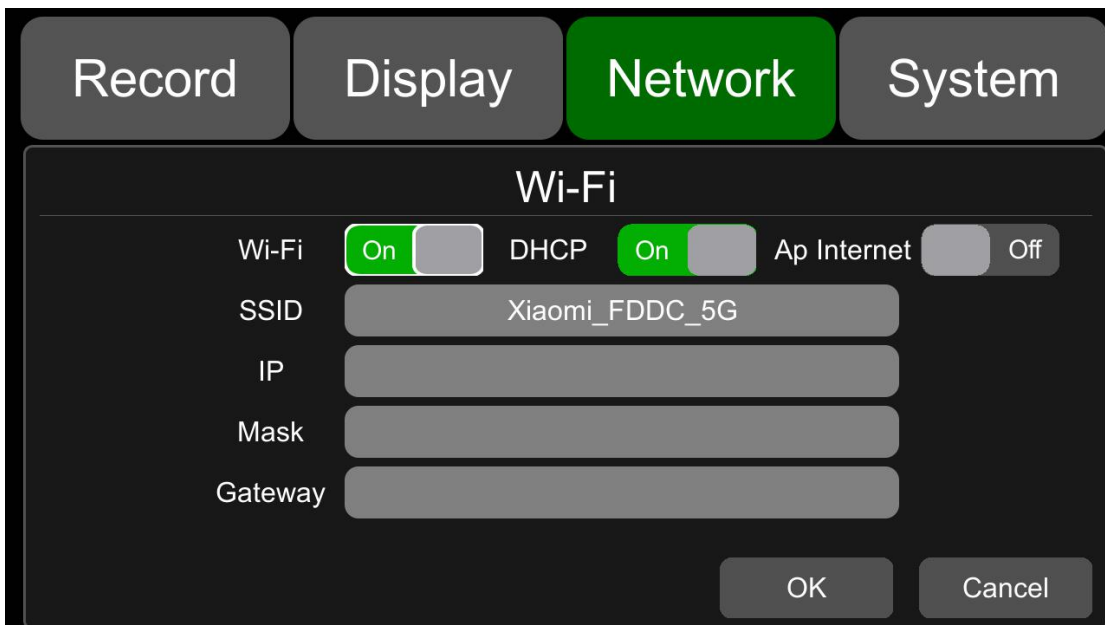 Record Display Network System
Wi-Fi
Wi-Fi On DHCP On Ap Internet Off
SSID Xiaomi_FDDC_5G
IP
Mask
Gateway
OK Cancel